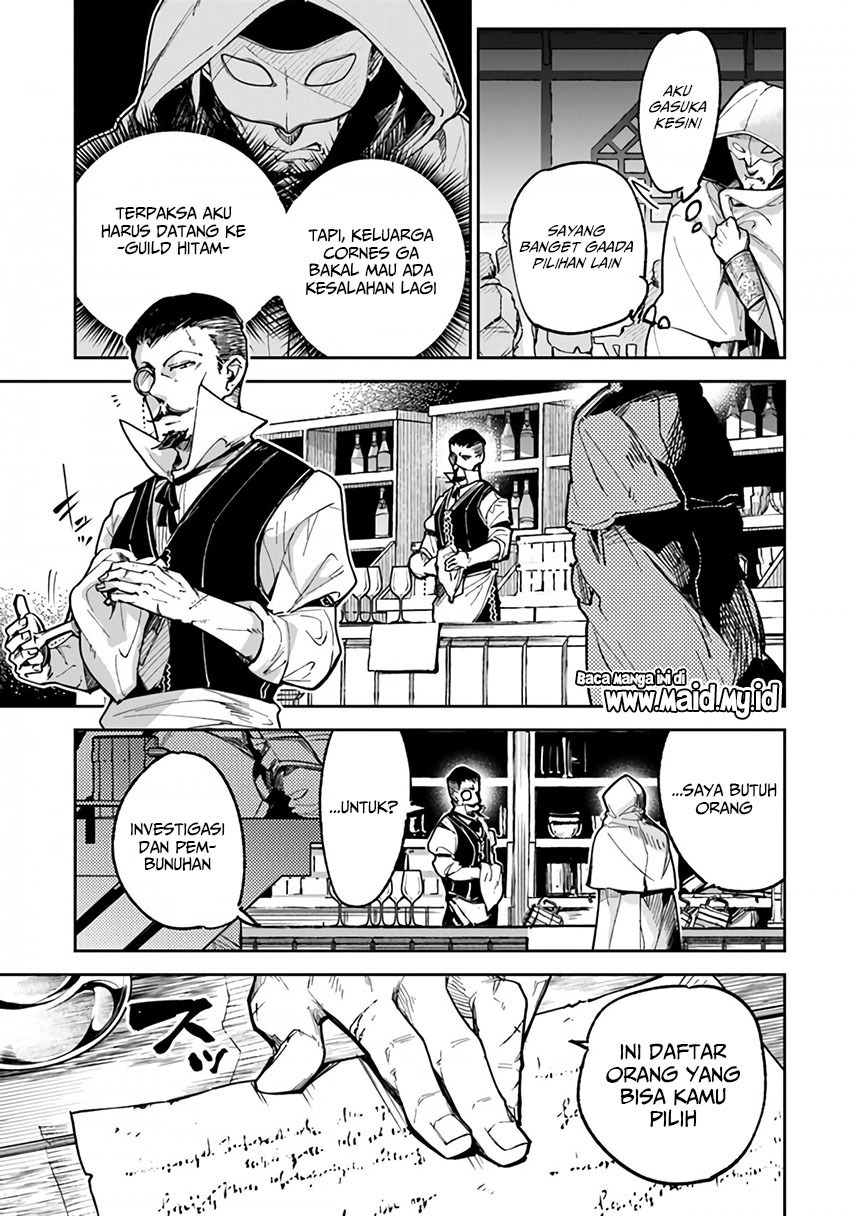 AKU
GASUKA
KESINI
SAYANG
BANGET GAADA
PILIHAN LAIN
TAPI, KELUARGA
CORNES GA
BAKAL MAU ADA
KESALAHAN LAGI
TERPAKSA AKU
HARUS DATANG KE
-GUILD HITAM-
Baca Manga ini di
www.Maid.My.id
...SAYA BUTUH
ORANG
...UNTUK?
INVESTIGASI
DAN PEM-
BUNUHAN
スッ
INI DAFTAR
ORANG YANG
BISA KAMU
PILIH